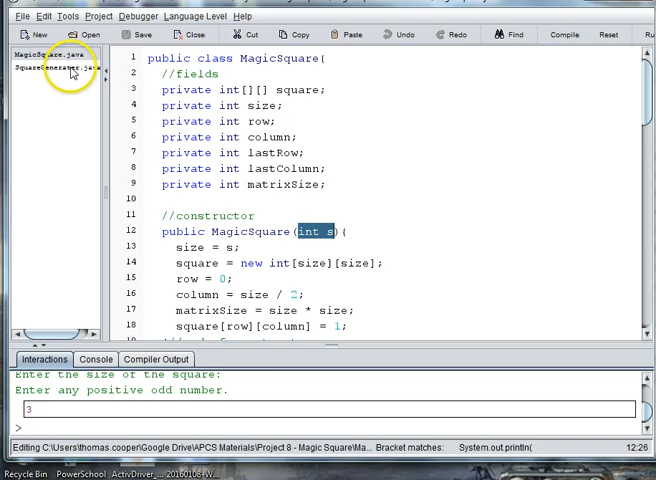 File Edit Tools Project Debugger Language Level Help
New Open Save Close Cut Copy Paste Undo Redo Find Compile Reset
MagicSquare.java
SquareGenerator.java
1 public class MagicSquare{
2 //fields
3 private int[][] square;
4 private int size;
5 private int row;
6 private int column;
7 private int lastRow;
8 private int lastColumn;
9 private int matrixSize;
10
11 //constructor
12 public MagicSquare(int s){
13 size = s;
14 square = new int[size][size];
15 row = 0;
16 column = size / 2;
17 matrixSize = size * size;
18 square[row][column] = 1;
Interactions Console Compiler Output
Enter the size of the square:
Enter any positive odd number.
3
>
Editing C:\Users\thomas.cooper\Google Drive\APCS Materials\Project 8 - Magic Square\Ma... Bracket matches: System.out.println( 12:26
Recycle Bin PowerSchool ActivDriver_... 20160108-W...